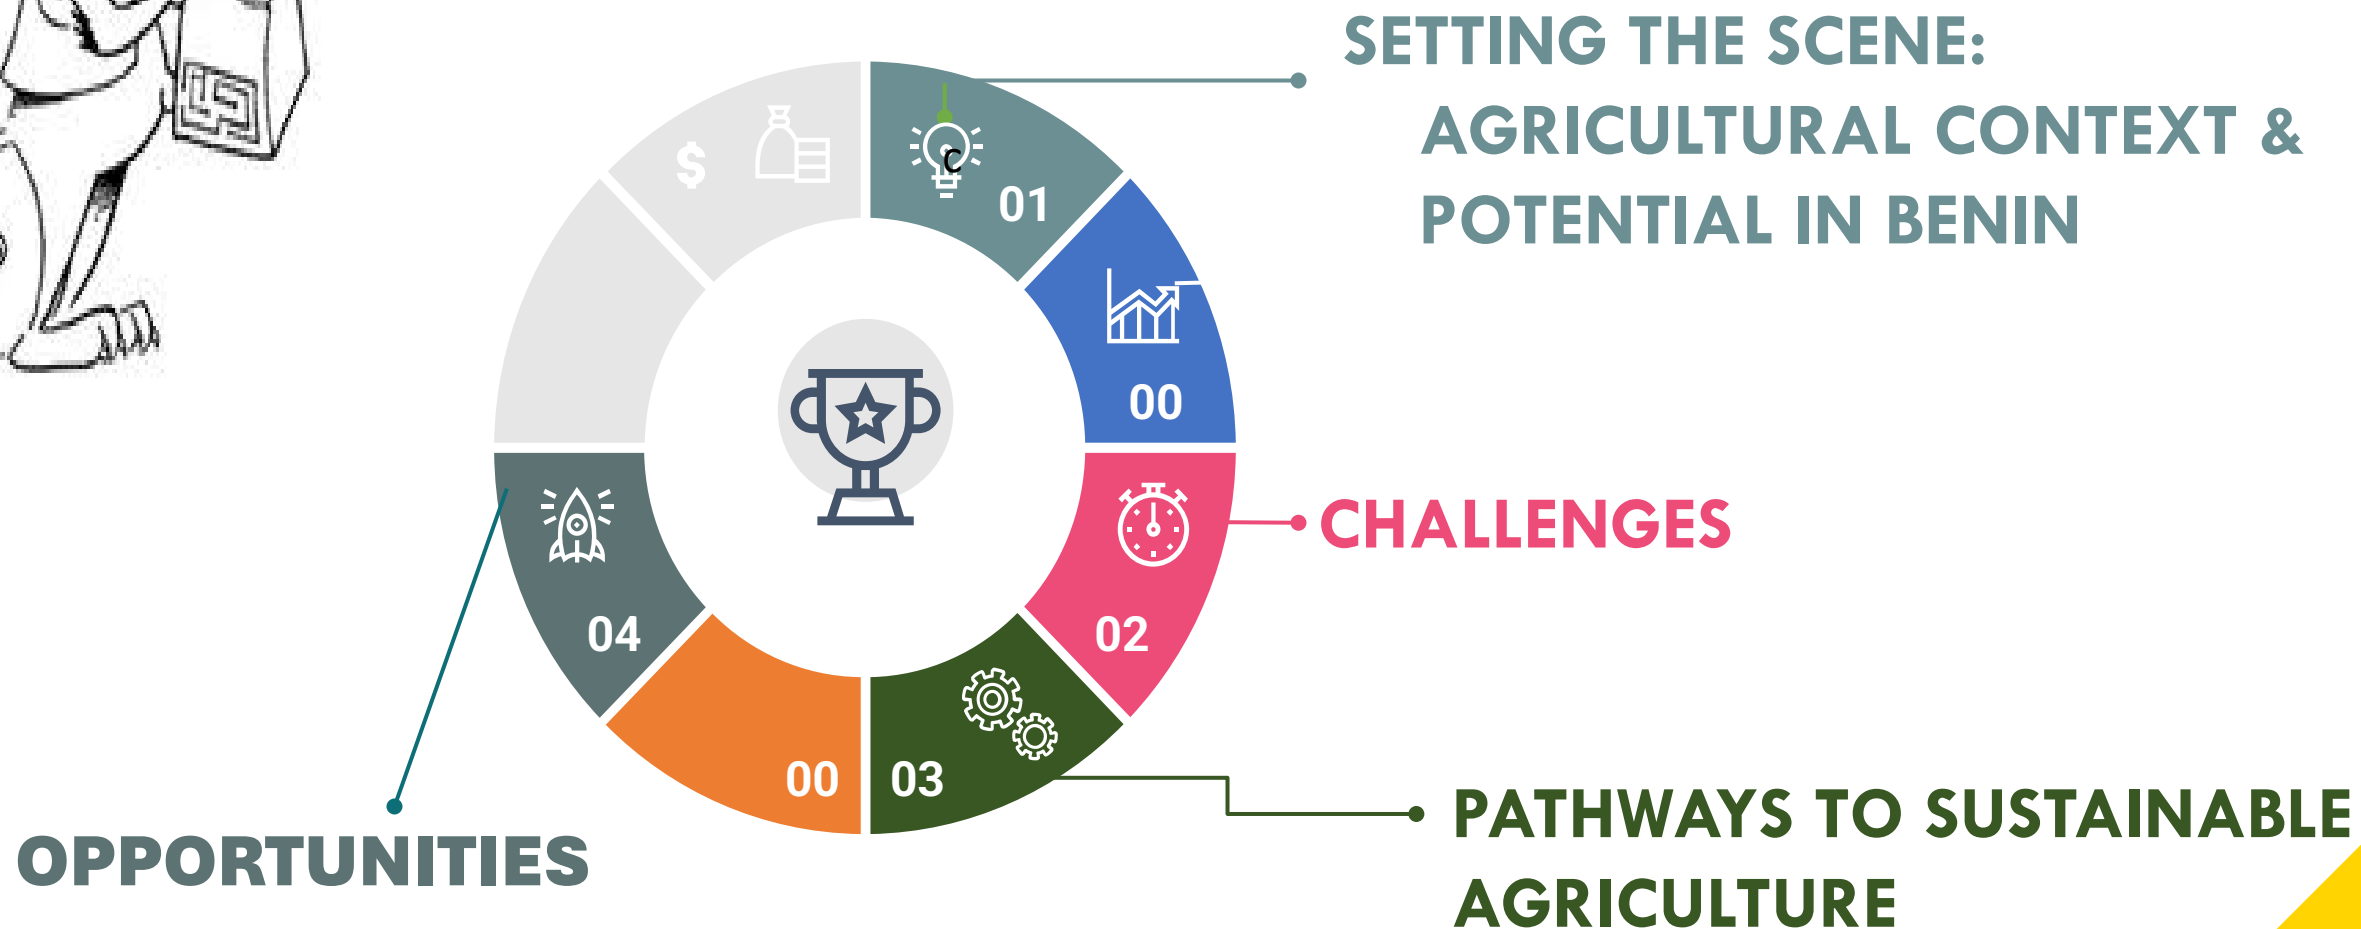 SETTING THE SCENE:
AGRICULTURAL CONTEXT &
POTENTIAL IN BENIN
$
C
01
00
CHALLENGES
02
04
00
03
PATHWAYS TO SUSTAINABLE
AGRICULTURE
OPPORTUNITIES